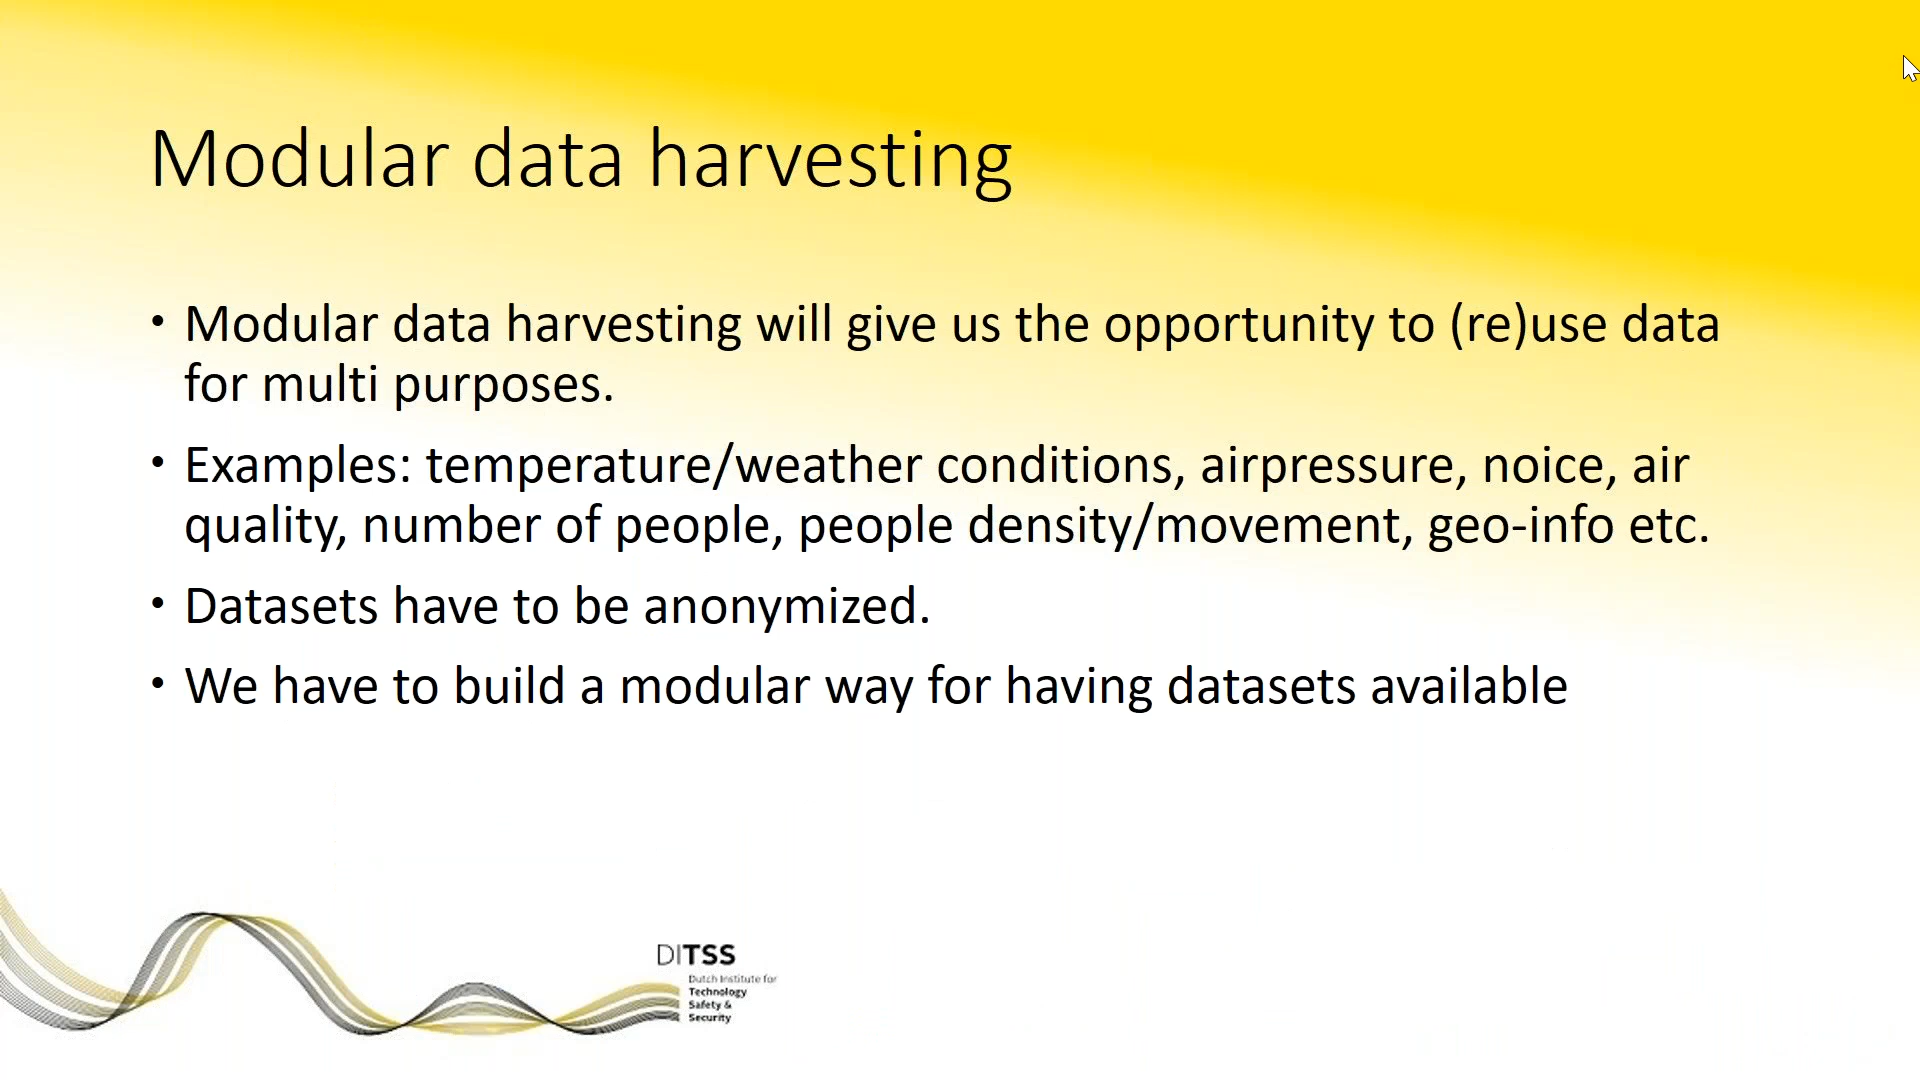 Modular data harvesting
• Modular data harvesting will give us the opportunity to (re)use data
for multi purposes.
• Examples: temperature/weather conditions, airpressure, noice, air
quality, number of people, people density/movement, geo-info etc.
• Datasets have to be anonymized.
• We have to build a modular way for having datasets available
DITSS
Dutch Institute for
Technology
Safety &
Security